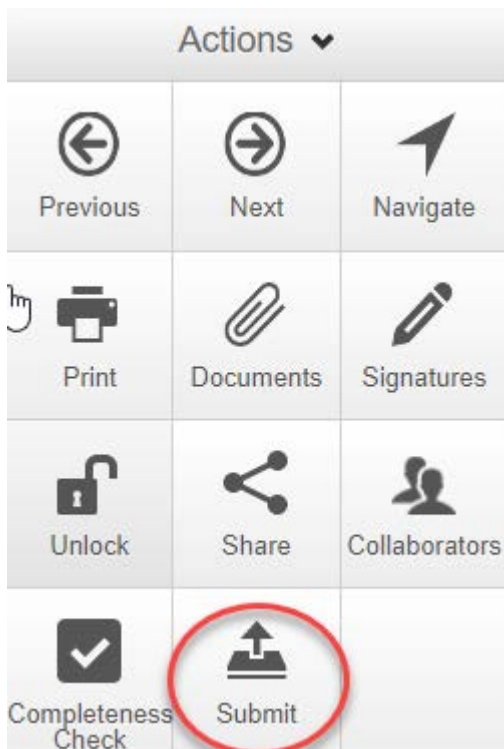 Actions
Previous Next Navigate
Print Documents Signatures
Unlock Share Collaborators
Completeness Submit
Check